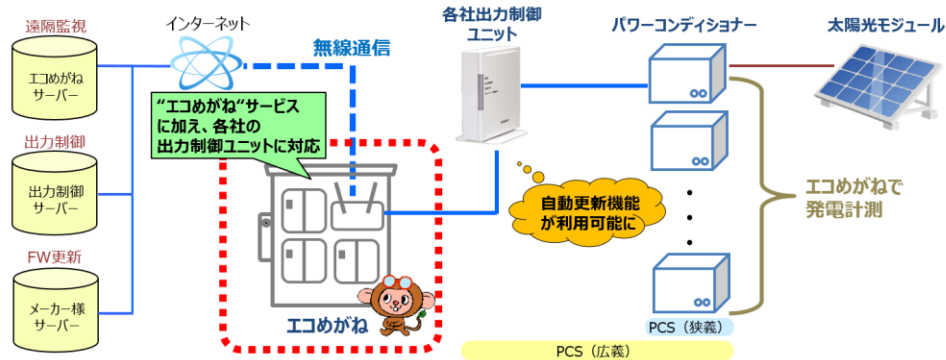 遠隔監視
エコめがね
サーバー
出力制御
出力制御
サーバー
FW更新
メーカー様
サーバー
インターネット
無線通信
“エコめがね“サービス
に加え、各社の
出力制御ユニットに対応
エコめがね
各社出力制御
ユニット
自動更新機能
が利用可能に
パワーコンディショナー
太陽光モジュール
エコめがねで
発電計測
PCS（狭義）
PCS（広義）